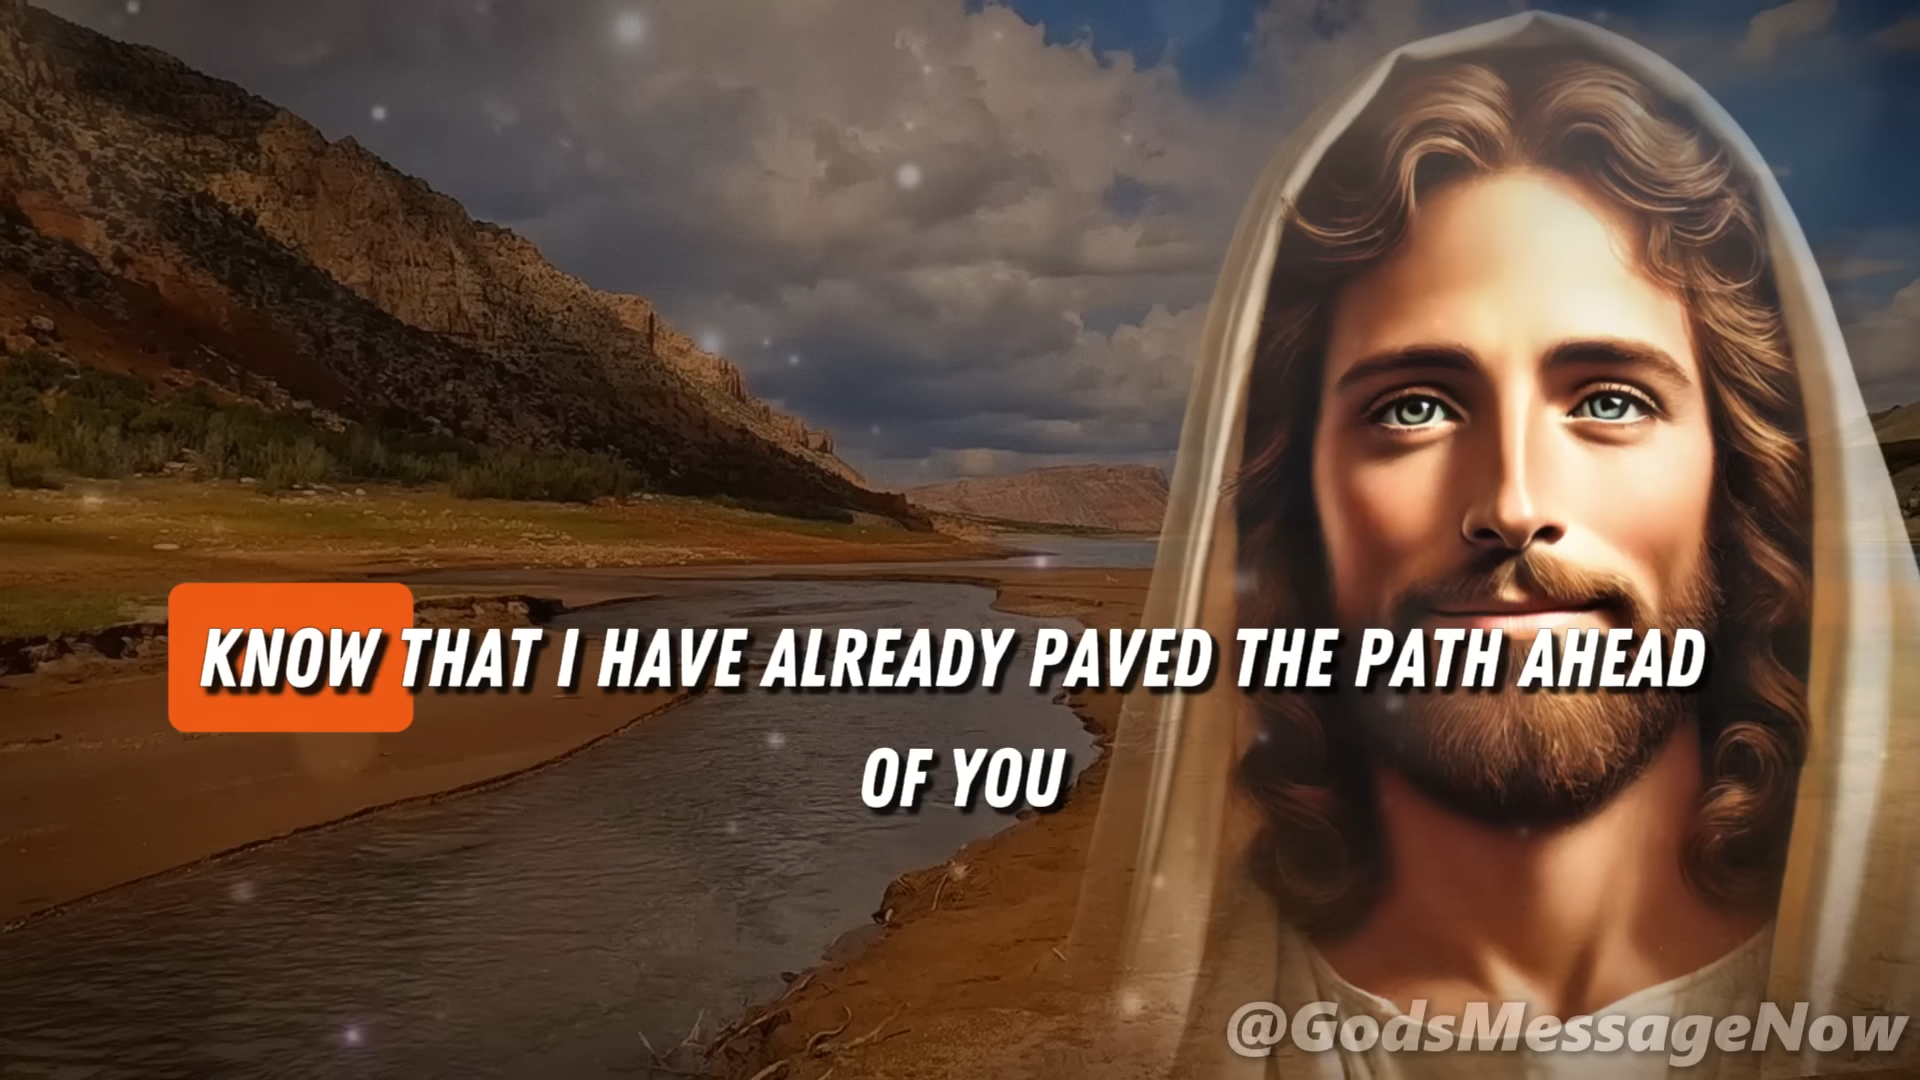 KNOW THAT I HAVE ALREADY PAVED THE PATH AHEAD
OF YOU
@GodsMessageNow